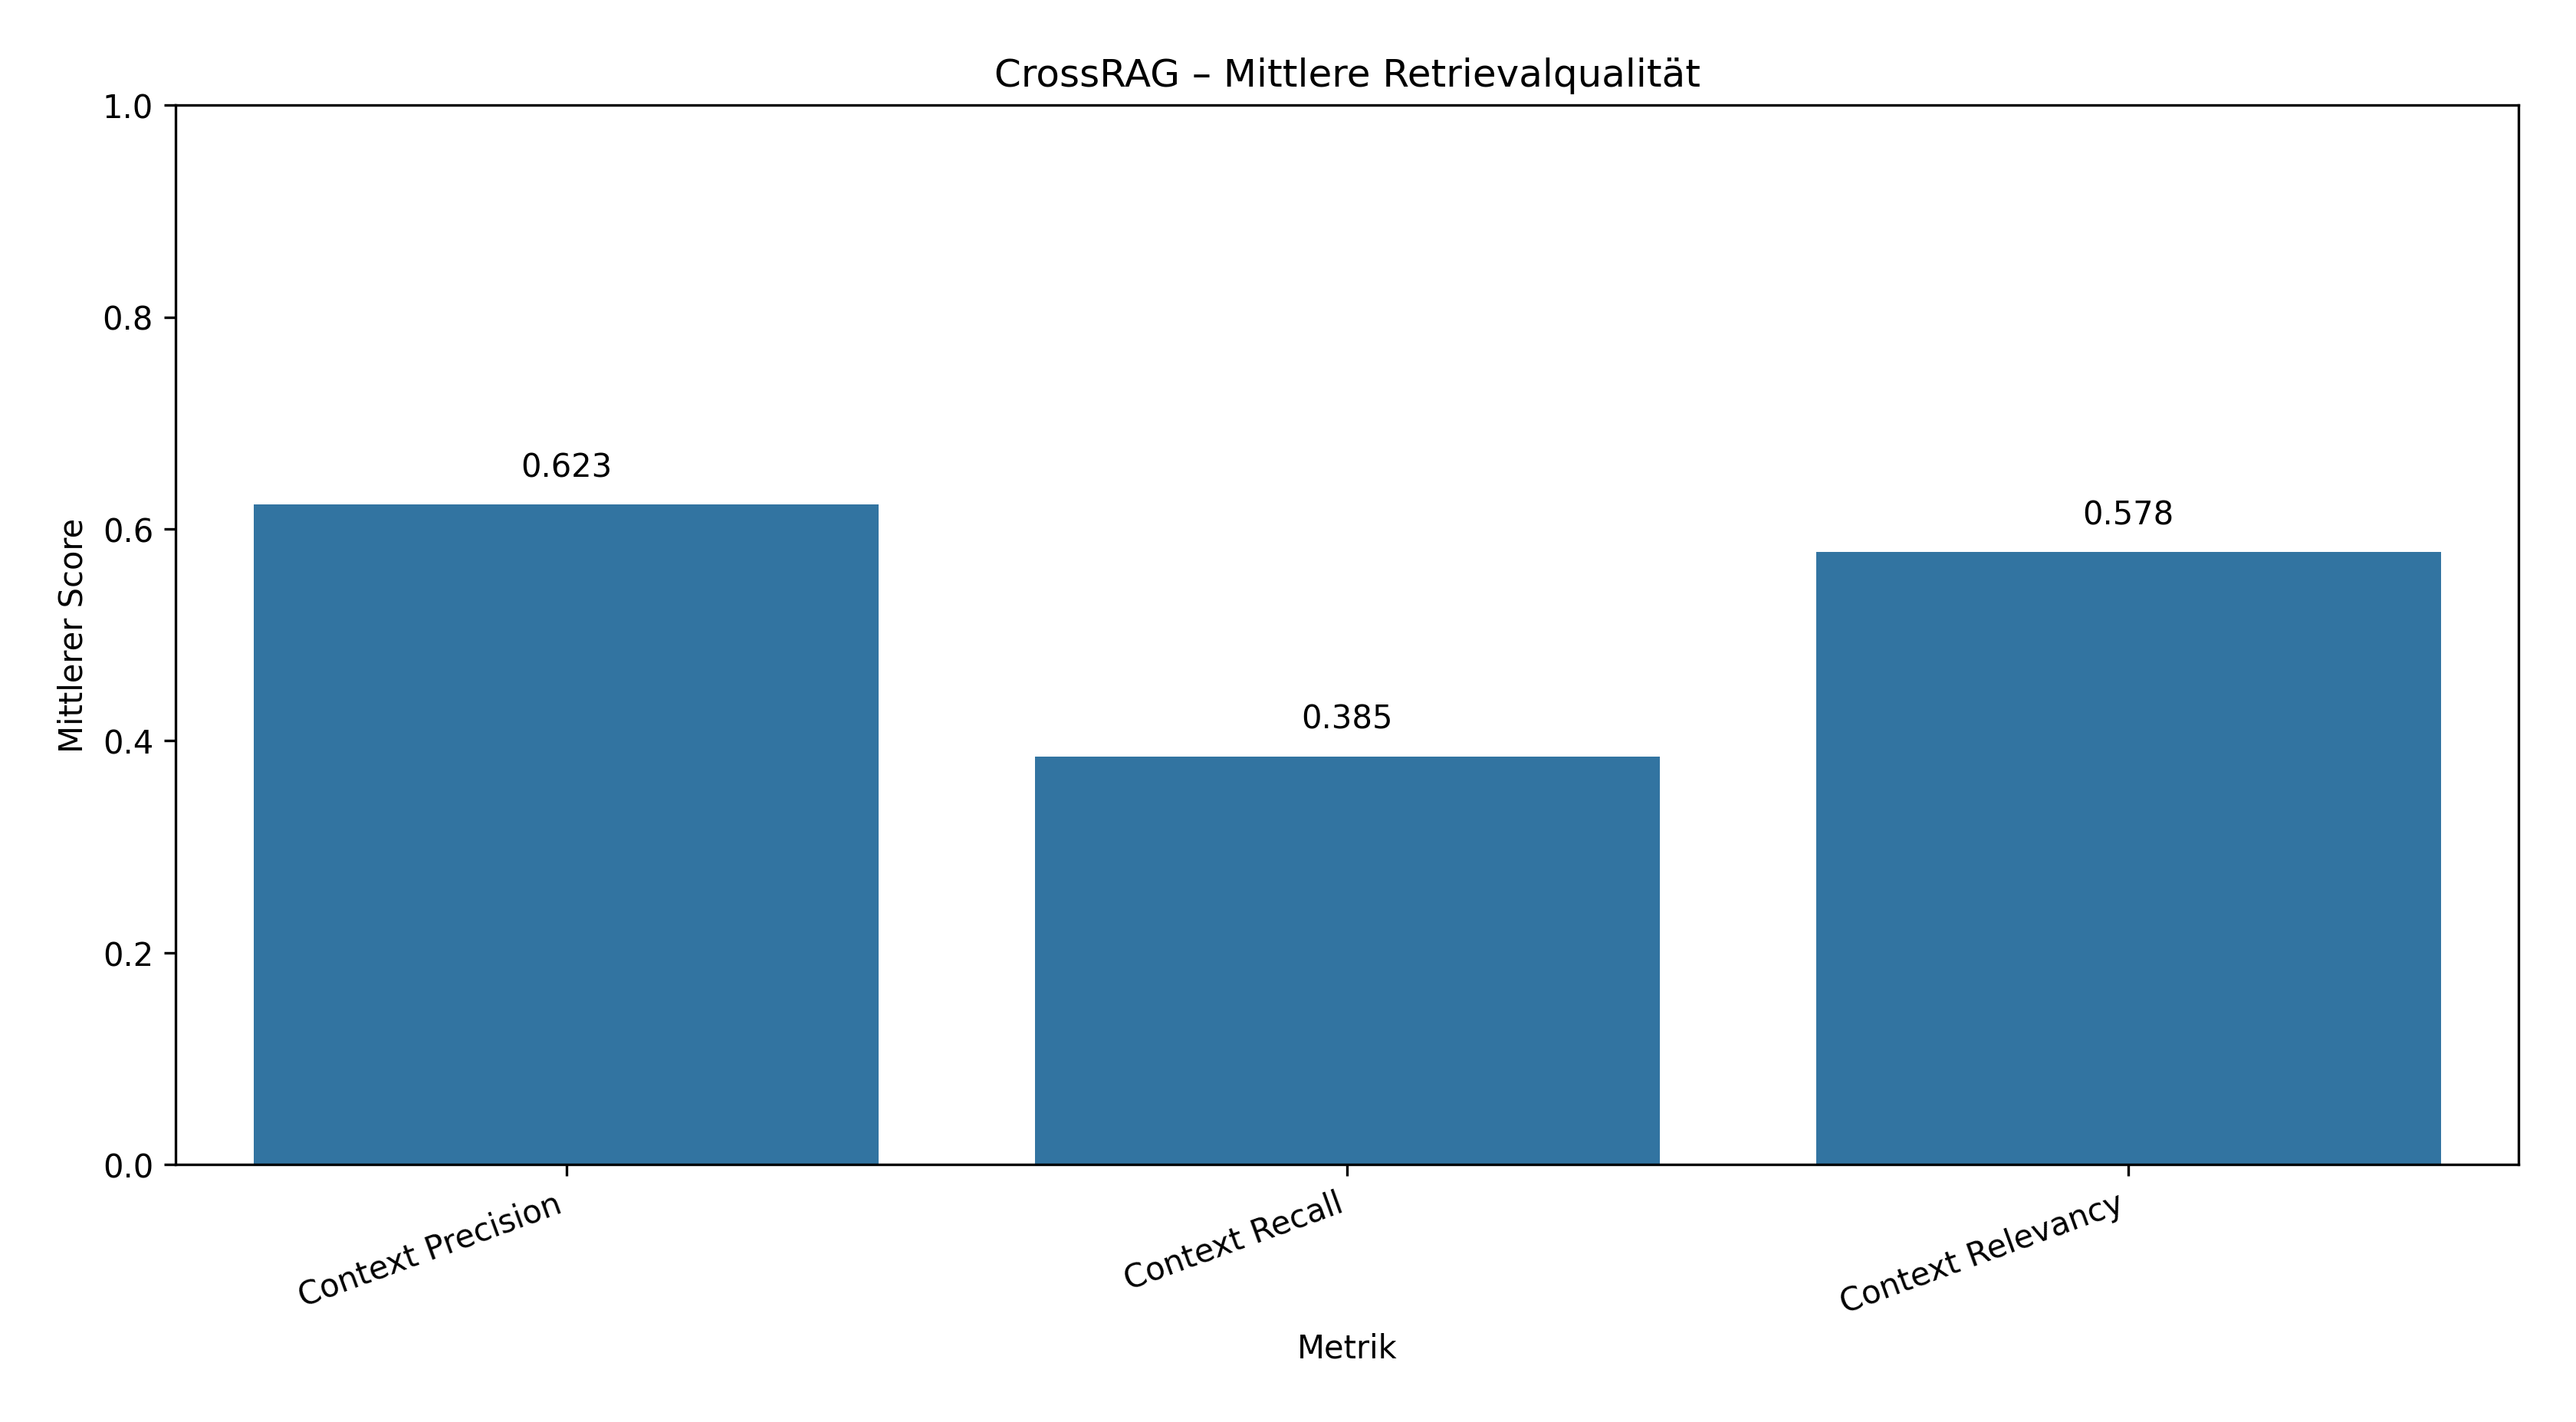 CrossRAG – Mittlere Retrievalqualität
1.0
0.8
0.6
0.4
0.2
0.0
Mittlerer Score
0.623
0.385
0.578
Context Precision
Context Recall
Context Relevancy
Metrik